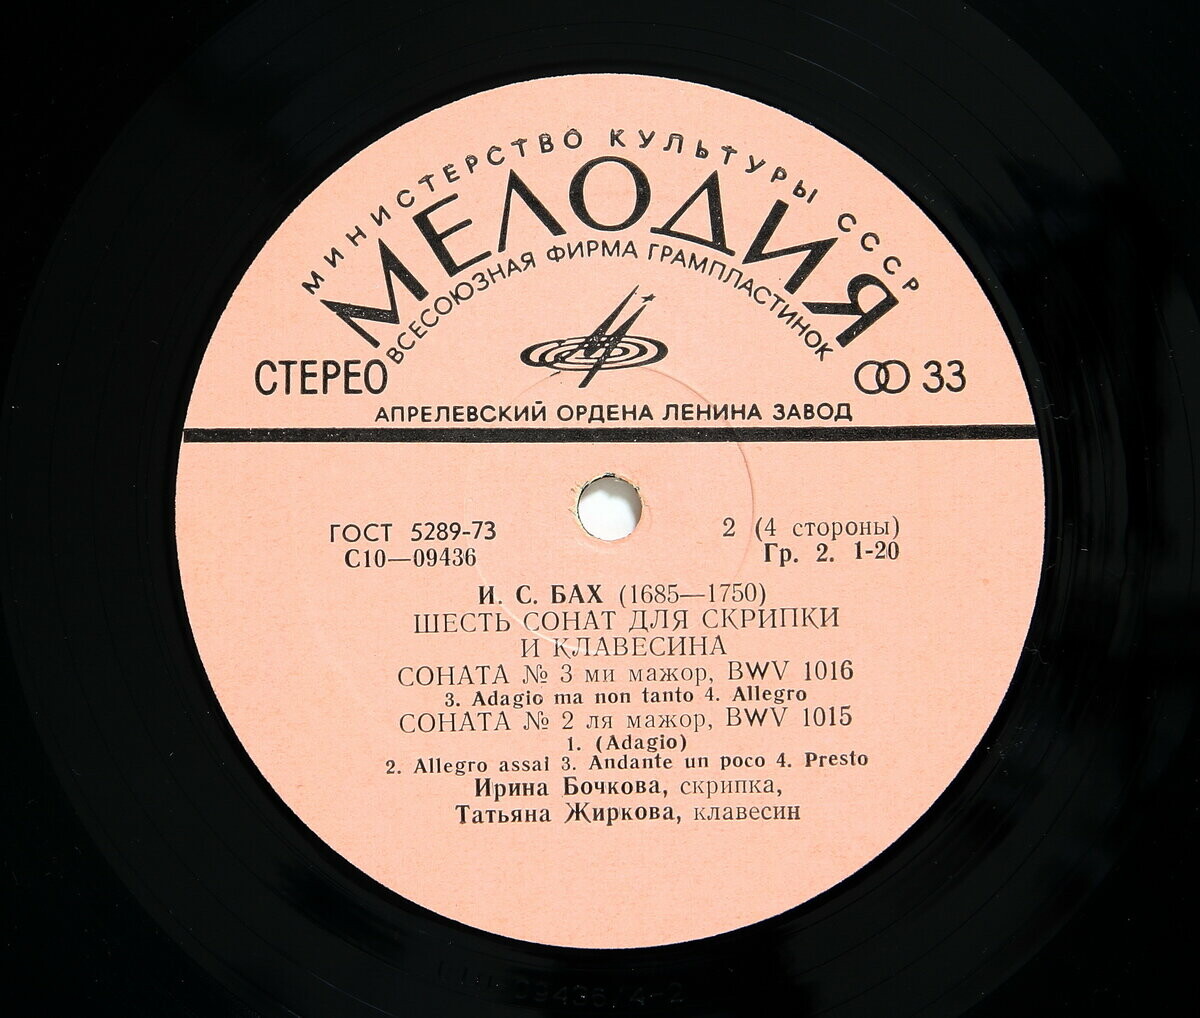 МИНИСТЕРСТВО КУЛЬТУРЫ СССР
МЕЛОДИЯ
ВСЕСОЮЗНАЯ ФИРМА ГРАМПЛАСТИНОК
СТЕРЕО
33
АПРЕЛЕВСКИЙ ОРДЕНА ЛЕНИНА ЗАВОД
ГОСТ 5289-73
С10—09436
2 (4 стороны)
Гр. 2. 1-20
И. С. БАХ (1685—1750)
ШЕСТЬ СОНАТ ДЛЯ СКРИПКИ
И КЛАВЕСИНА
СОНАТА № 3 ми мажор, BWV 1016
3. Adagio ma non tanto 4. Allegro
СОНАТА № 2 ля мажор, BWV 1015
1. (Adagio)
2. Allegro assai 3. Andante un poco 4. Presto
Ирина Бочкова, скрипка,
Татьяна Жиркова, клавесин